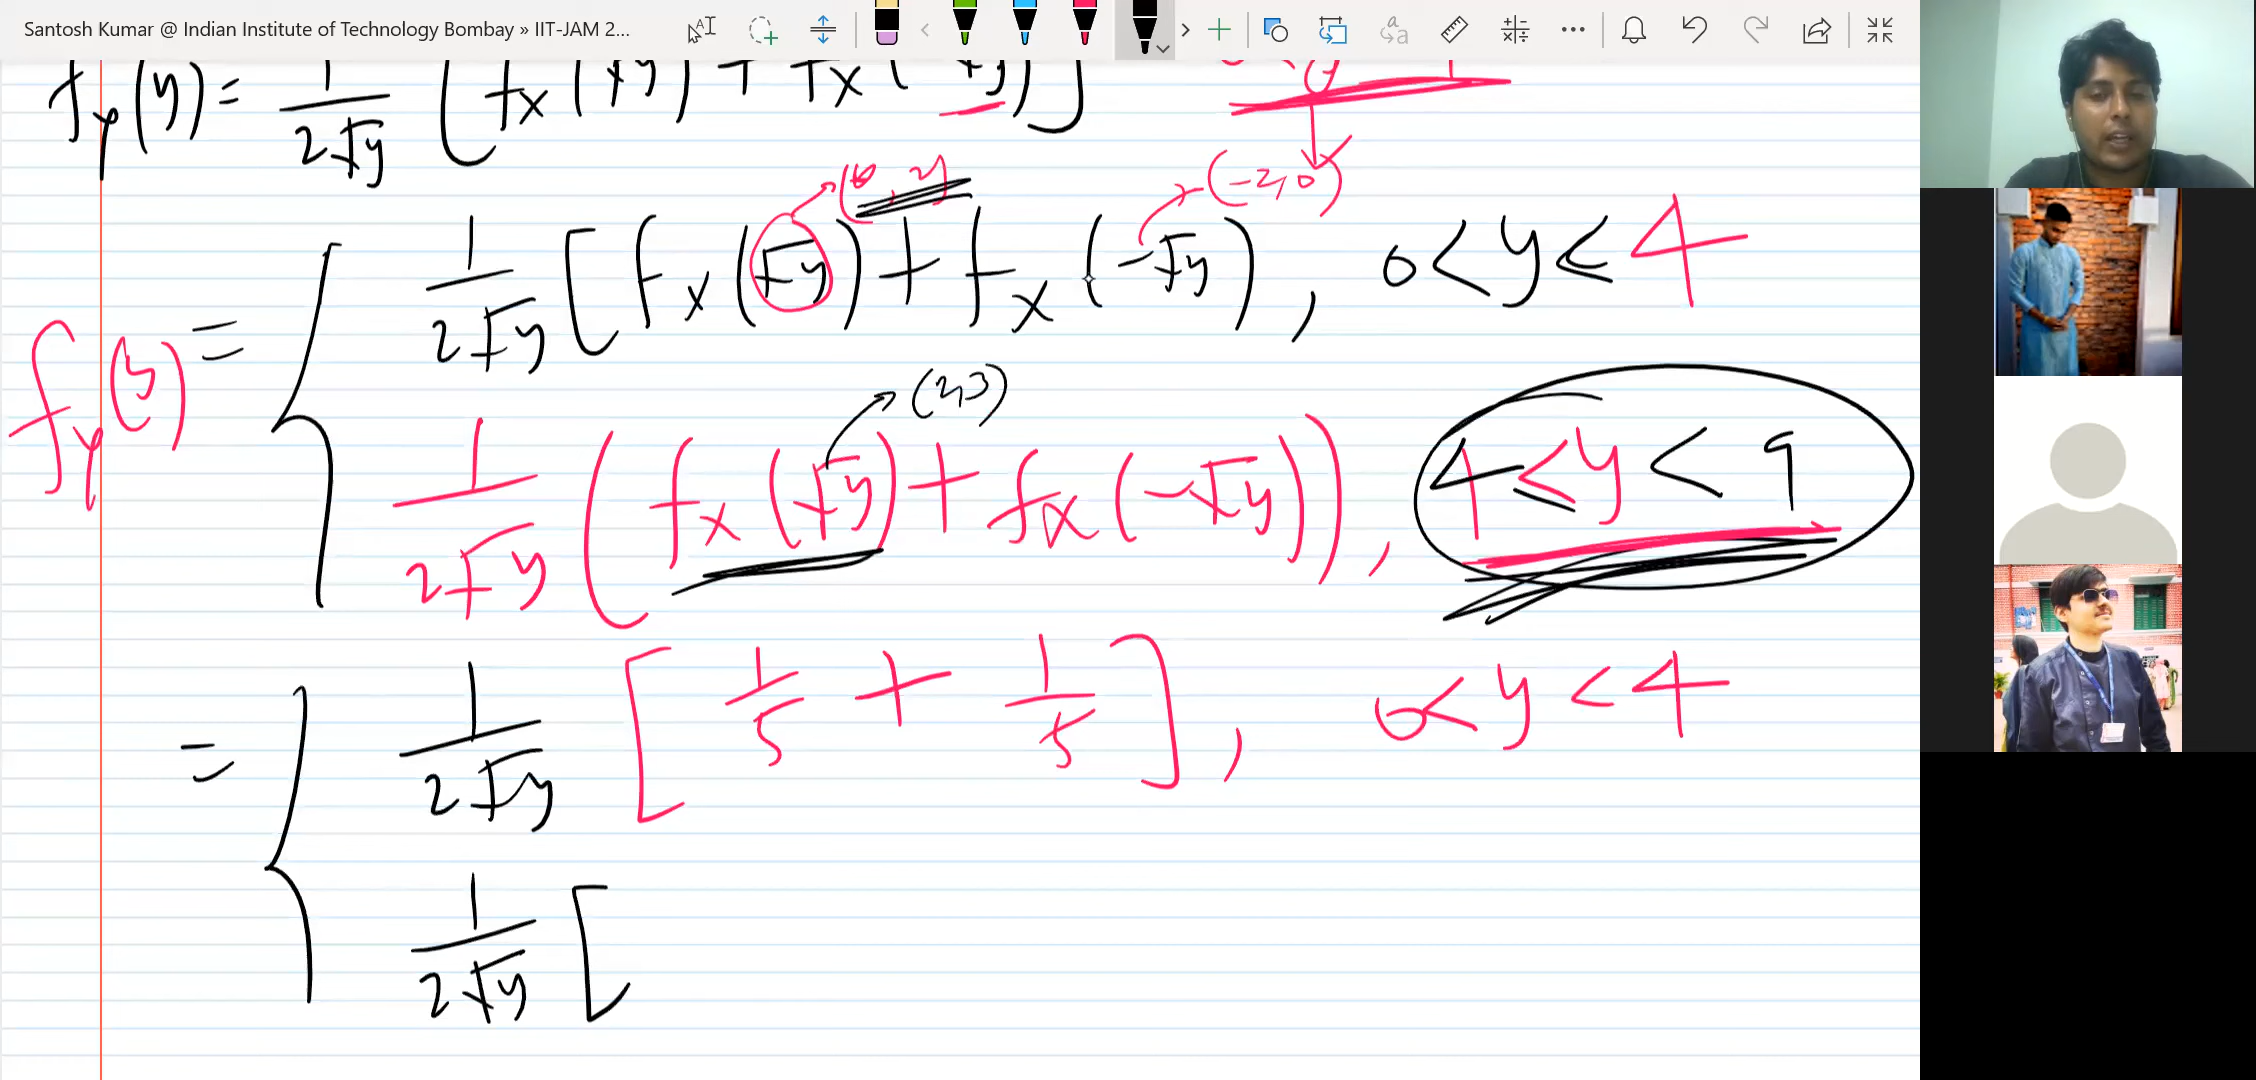 Santosh Kumar @ Indian Institute of Technology Bombay » IIT-JAM 2...
f_Y(y) = 1/(2√y) [f_X(√y) + f_X(-√y)]
(0, 2) (-2, 0)
f_Y(y) = { 1/(2√y) [f_X(√y) + f_X(-√y)), 0 < y < 4
(2,3)
1/(2√y) (f_X(√y) + f_X(-√y)), 4 ≤ y < 9
= { 1/(2√y) [1/5 + 1/5], 0 < y < 4
1/(2√y) [